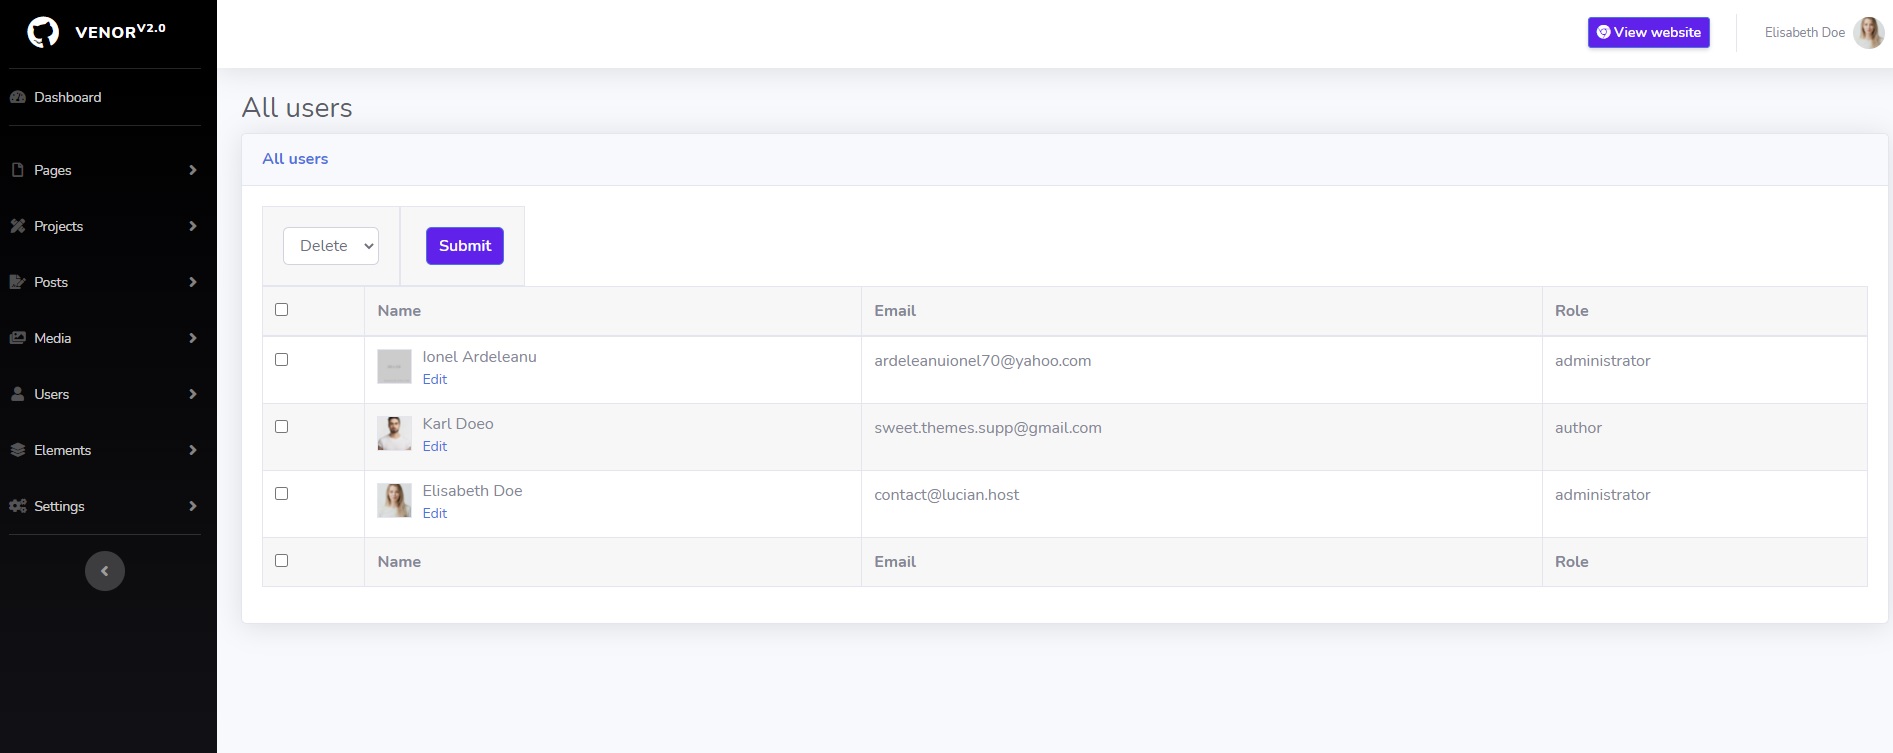 VENORV2.0
View website
Elisabeth Doe
Dashboard
Pages
Projects
Posts
Media
Users
Elements
Settings
All users
All users
Delete
Submit
Name Email Role
Ionel Ardeleanu ardeleanuionel70@yahoo.com administrator
Edit
Karl Doeo sweet.themes.supp@gmail.com author
Edit
Elisabeth Doe contact@lucian.host administrator
Edit
Name Email Role